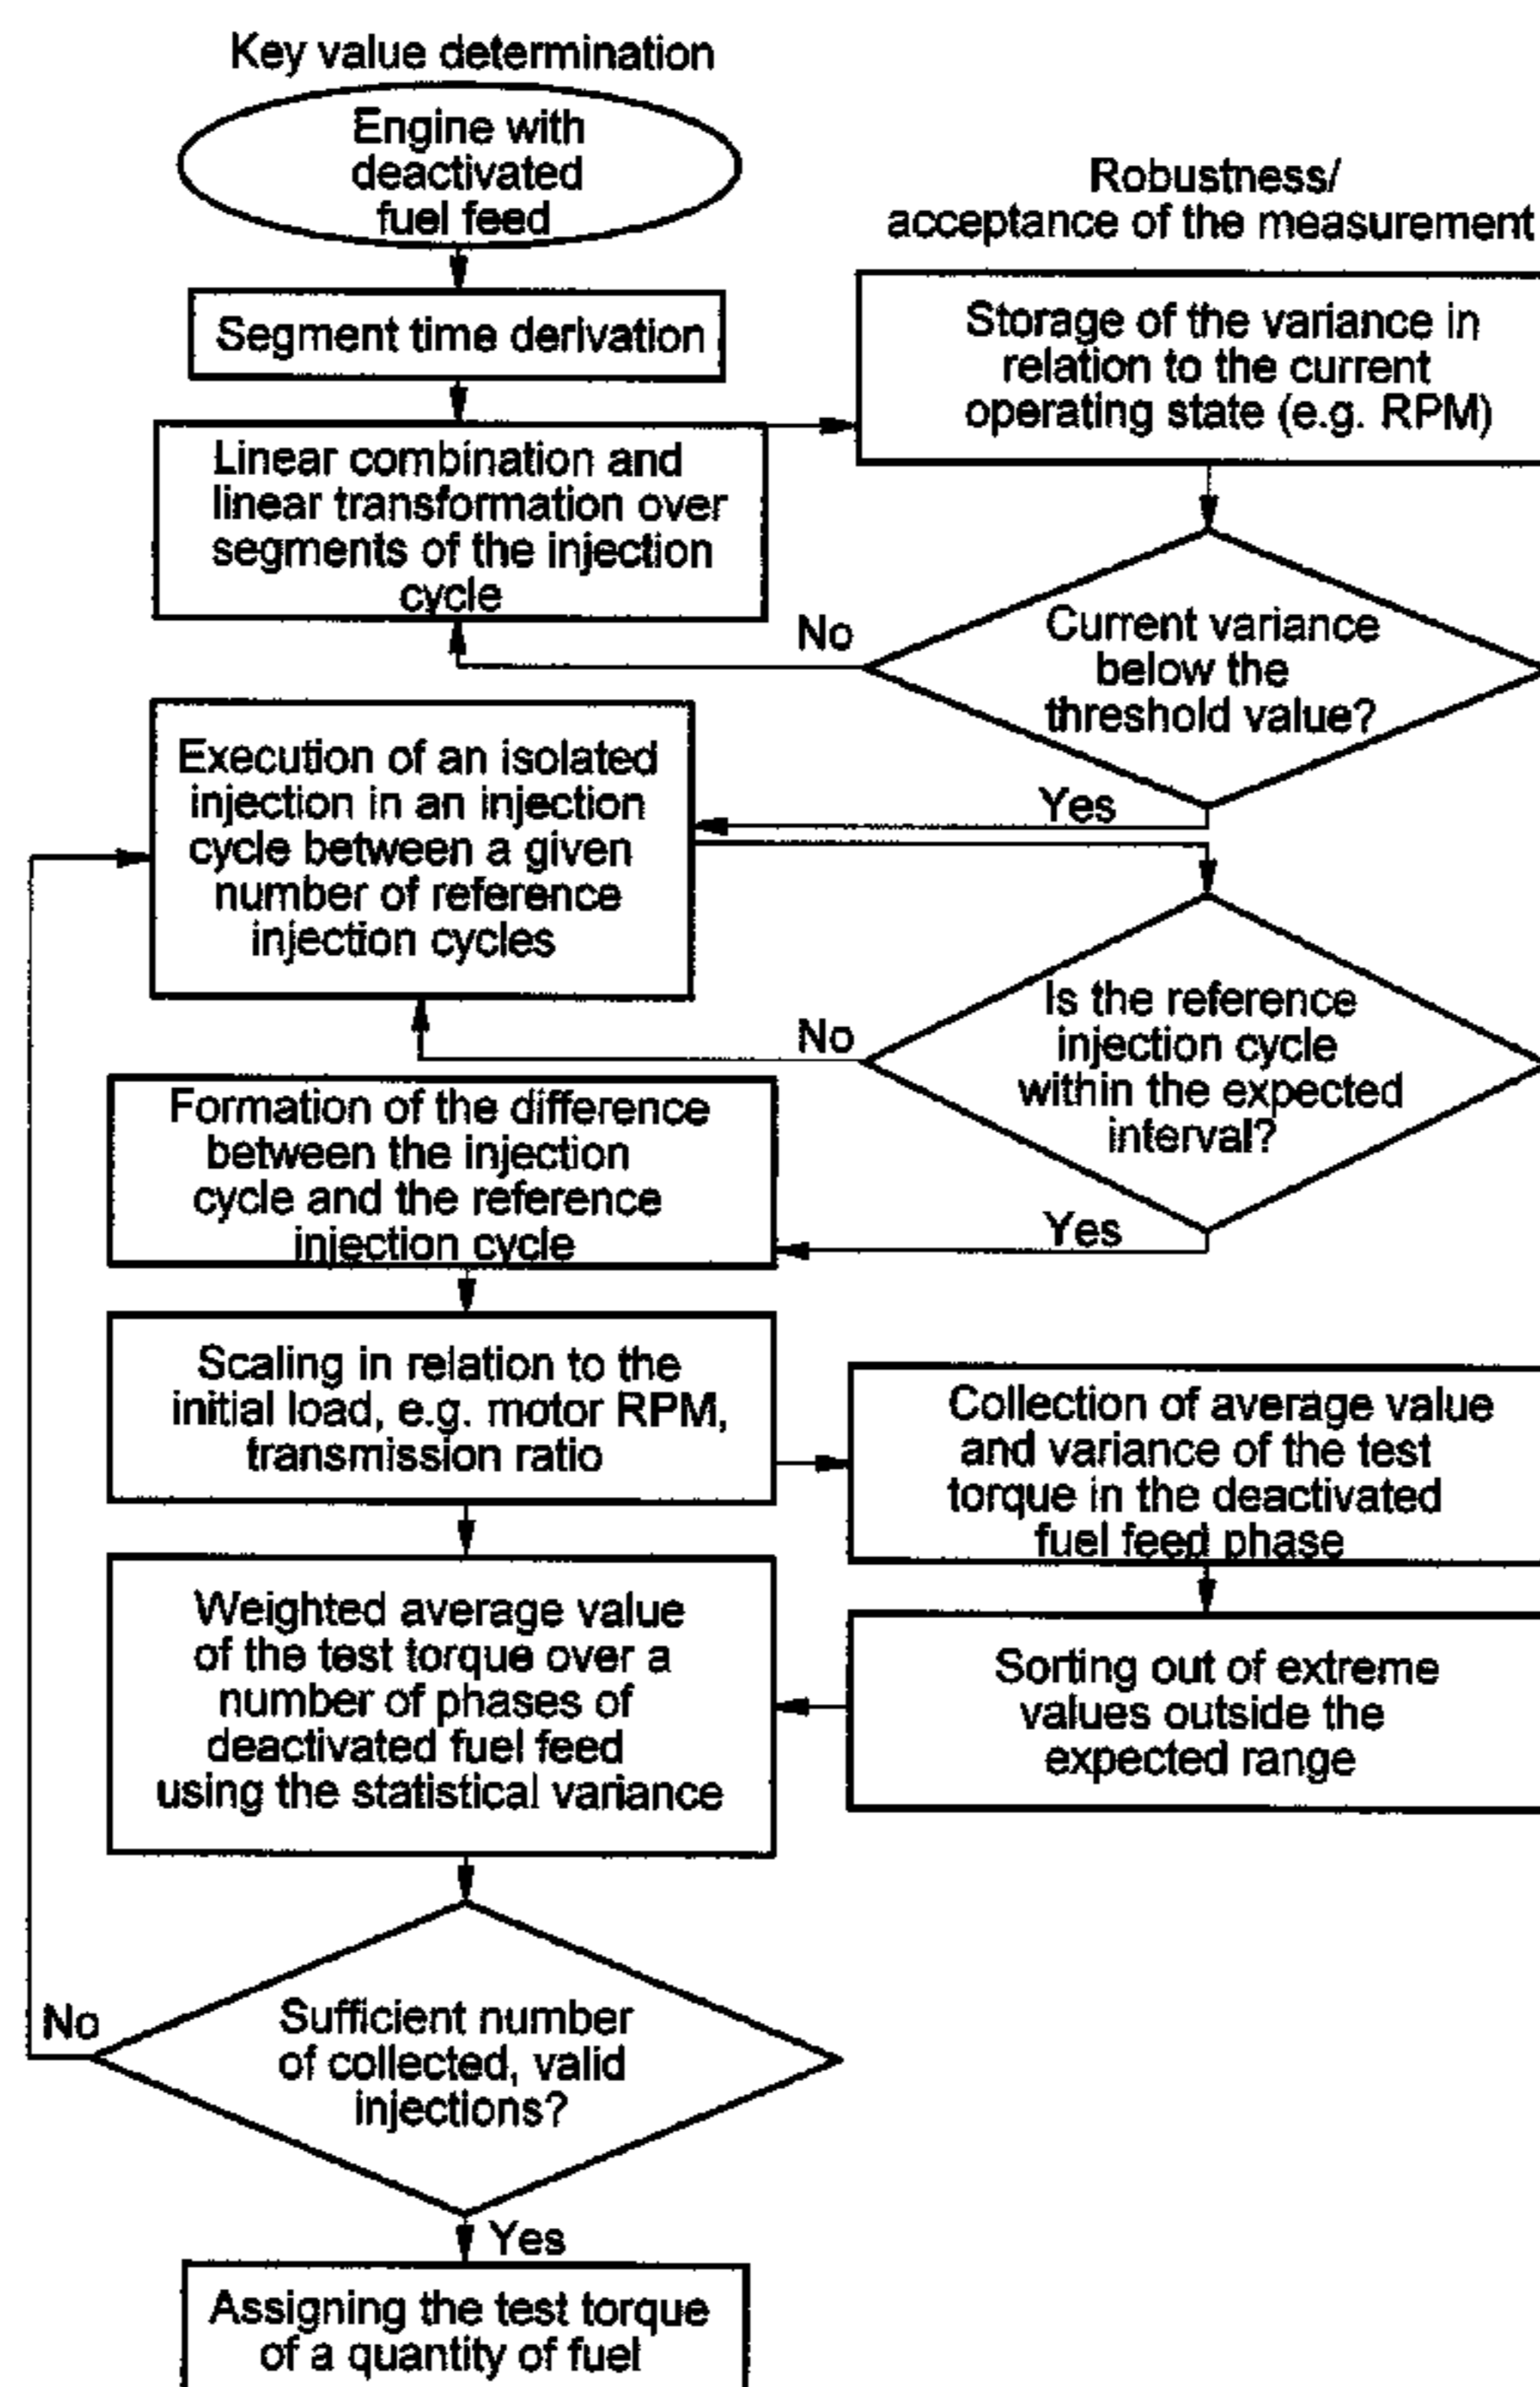 Key value determination
Engine with
deactivated
fuel feed
Robustness/
acceptance of the measurement
Segment time derivation
Storage of the variance in
relation to the current
operating state (e.g. RPM)
Linear combination and
linear transformation over
segments of the injection
cycle
No
Current variance
below the
threshold value?
Yes
Execution of an isolated
injection in an injection
cycle between a given
number of reference
injection cycles
Is the reference
injection cycle
within the expected
interval?
No
Yes
Formation of the difference
between the injection
cycle and the reference
injection cycle
Scaling in relation to the
initial load, e.g. motor RPM,
transmission ratio
Collection of average value
and variance of the test
torque in the deactivated
fuel feed phase
Weighted average value
of the test torque over a
number of phases of
deactivated fuel feed
using the statistical variance
Sorting out of extreme
values outside the
expected range
No
Sufficient number
of collected, valid
injections?
Yes
Assigning the test torque
of a quantity of fuel